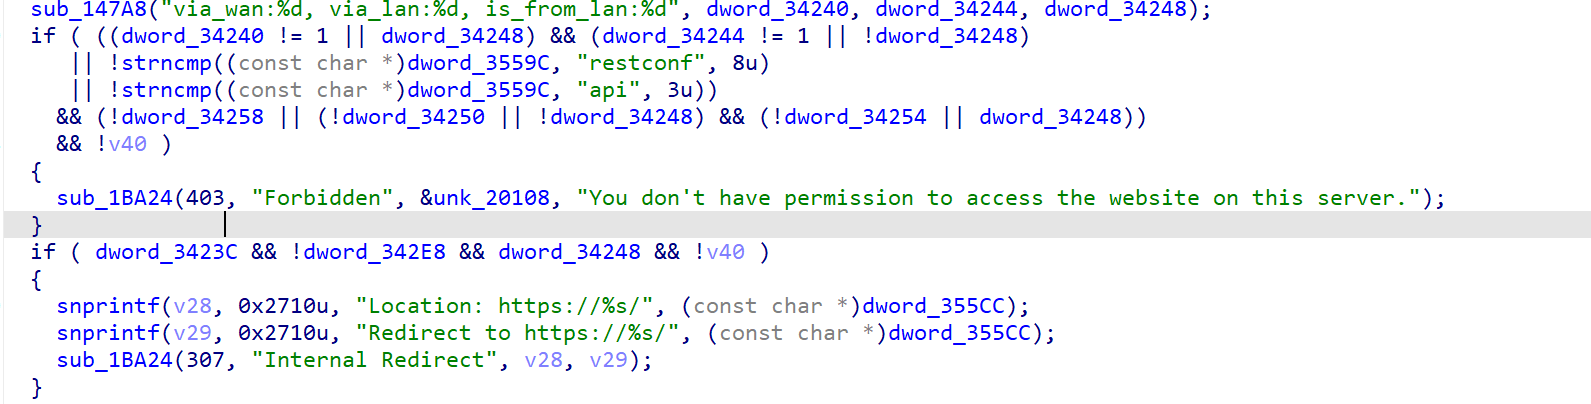 sub_147A8("via_wan:%d, via_lan:%d, is_from_lan:%d", dword_34240, dword_34244, dword_34248);
if ( ((dword_34240 != 1 || dword_34248) && (dword_34244 != 1 || !dword_34248)
|| !strncmp((const char *)dword_3559C, "restconf", 8u)
|| !strncmp((const char *)dword_3559C, "api", 3u))
&& (!dword_34258 || (!dword_34250 || !dword_34248) && (!dword_34254 || dword_34248))
&& !v40 )
{
sub_1BA24(403, "Forbidden", &unk_20108, "You don't have permission to access the website on this server.");
}
if ( dword_3423C && !dword_342E8 && dword_34248 && !v40 )
{
snprintf(v28, 0x2710u, "Location: https://%s/", (const char *)dword_355CC);
snprintf(v29, 0x2710u, "Redirect to https://%s/", (const char *)dword_355CC);
sub_1BA24(307, "Internal Redirect", v28, v29);
}